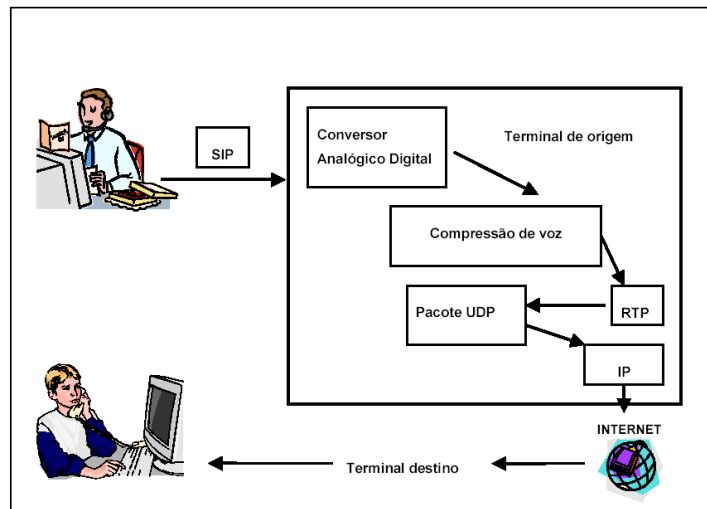 SIP
Conversor
Analógico Digital
Terminal de origem
Compressão de voz
RTP
Pacote UDP
IP
INTERNET
Terminal destino